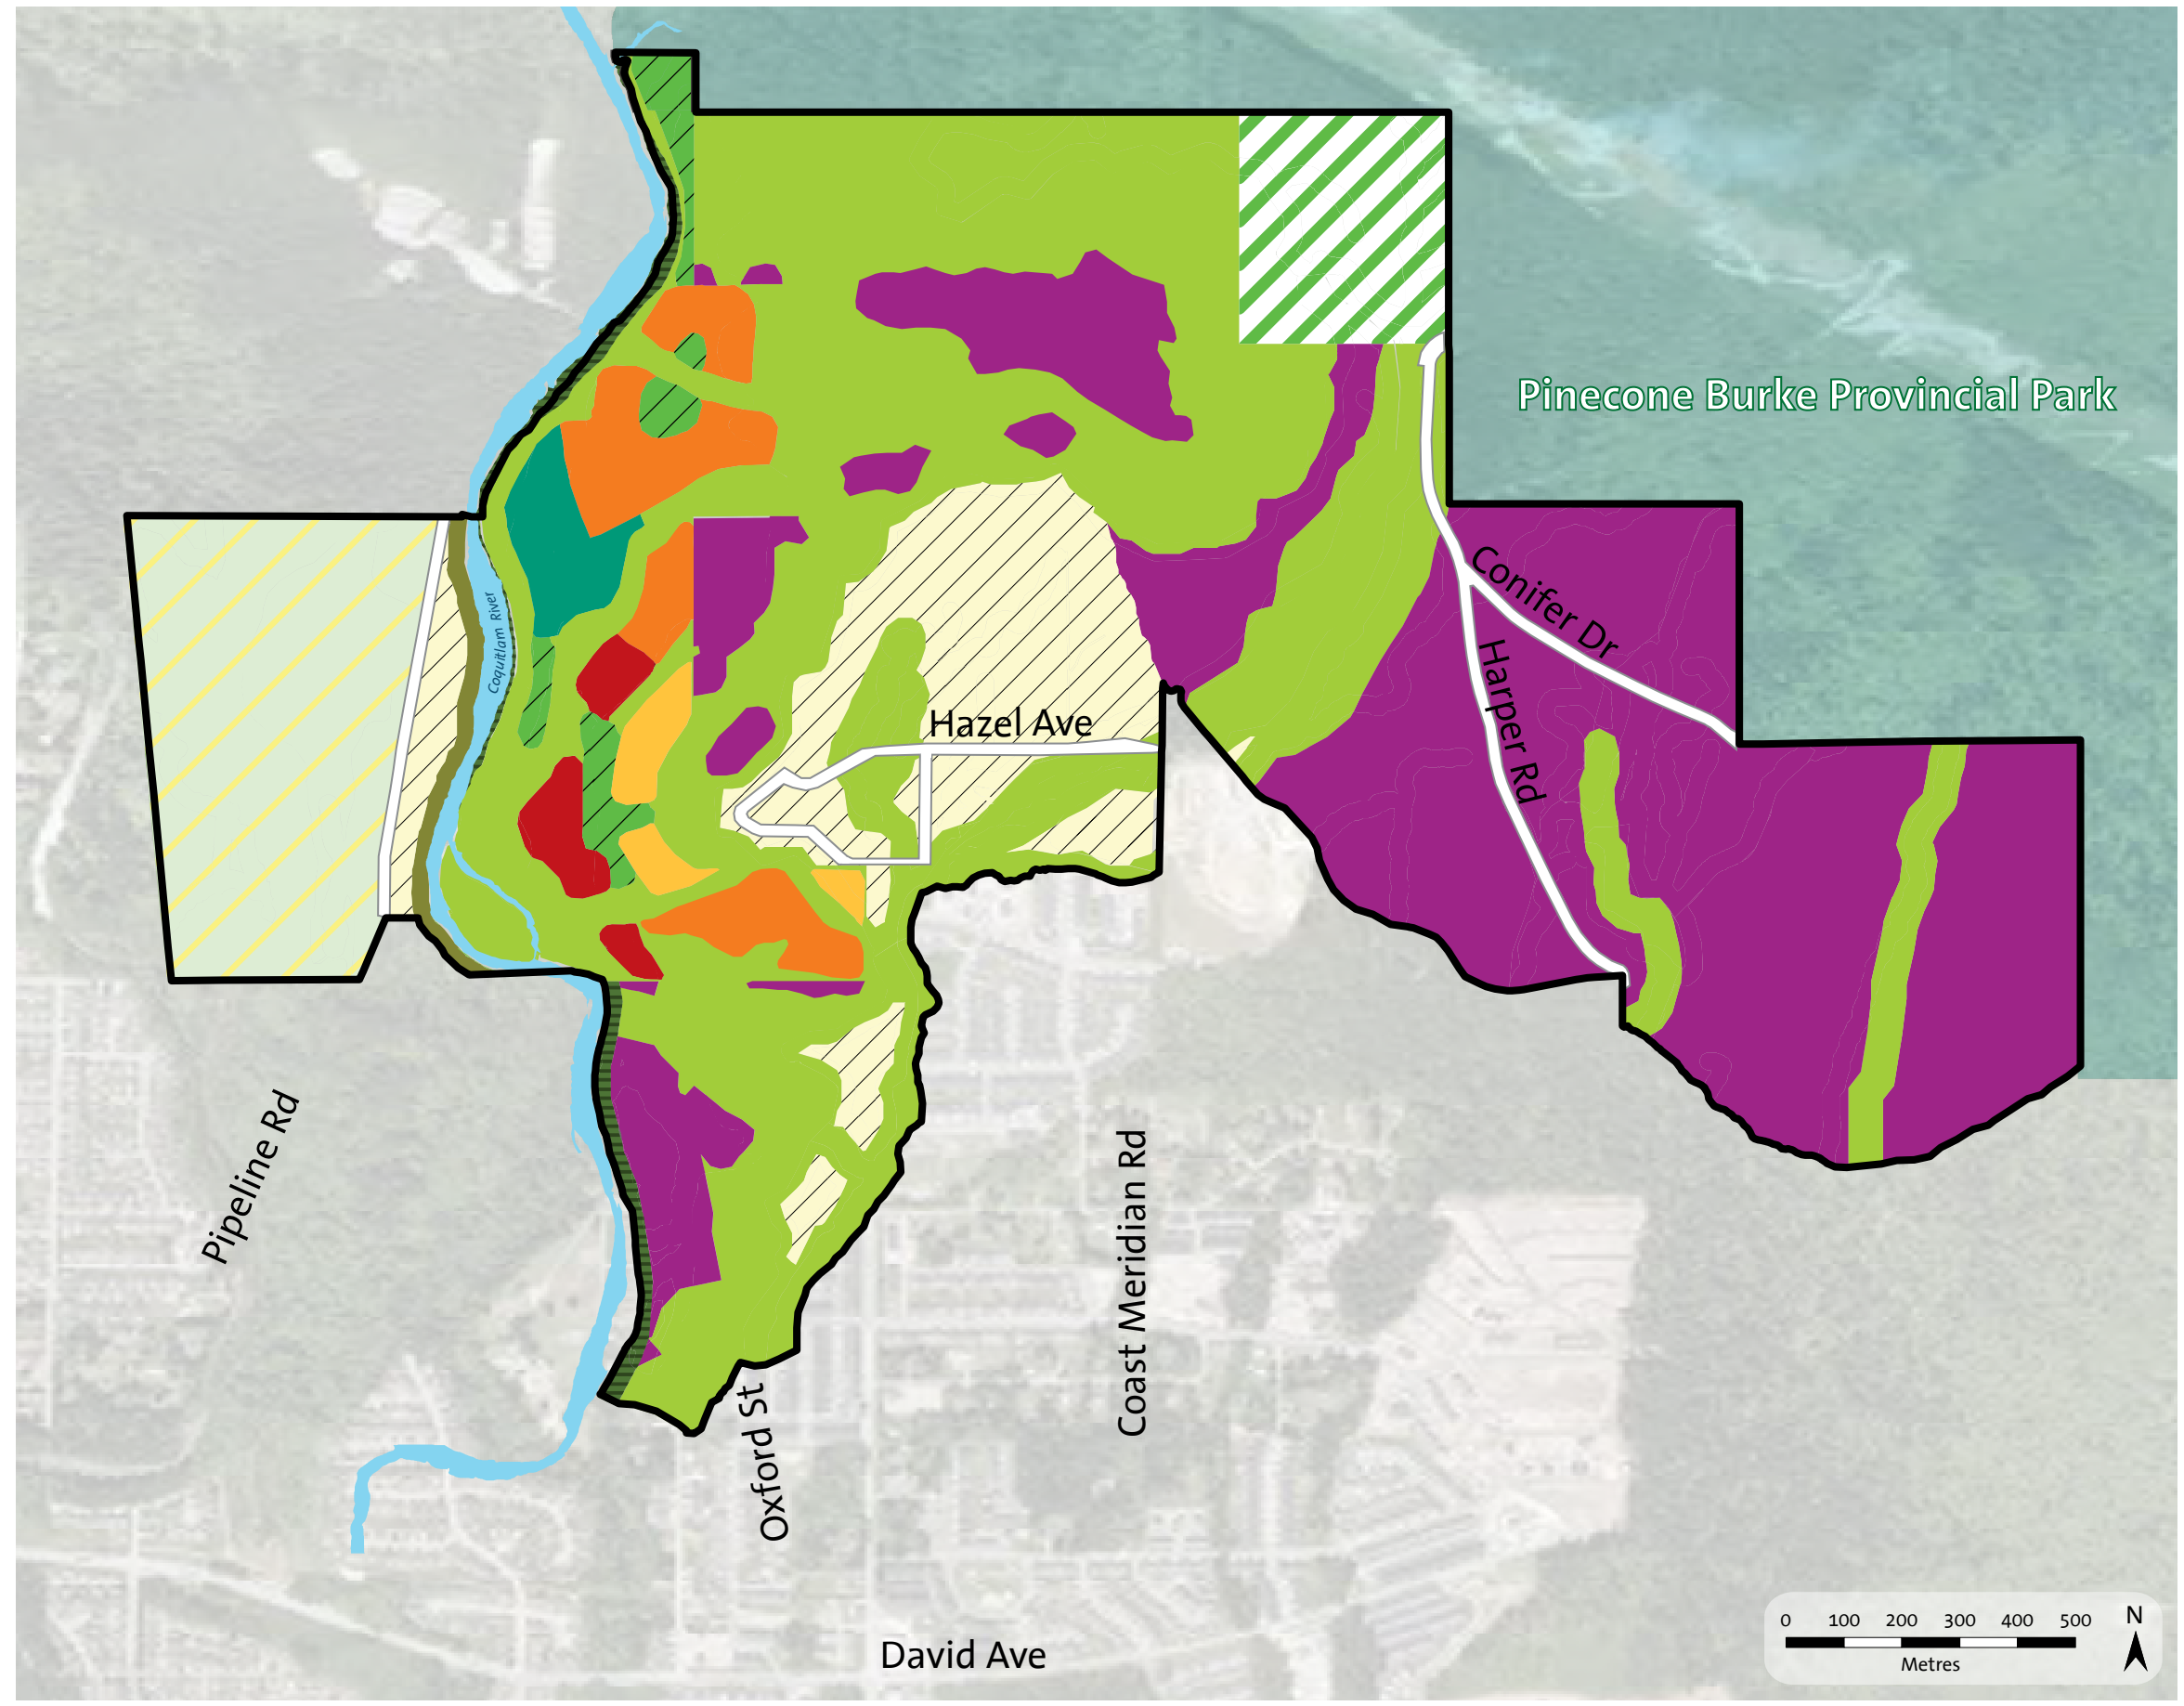 Pinecone Burke Provincial Park
Conifer Dr
Coquitlam River
Harper Rd
Hazel Ave
Pipeline Rd
Coast Meridian Rd
Oxford St
David Ave
0 100 200 300 400 500
Metres
N